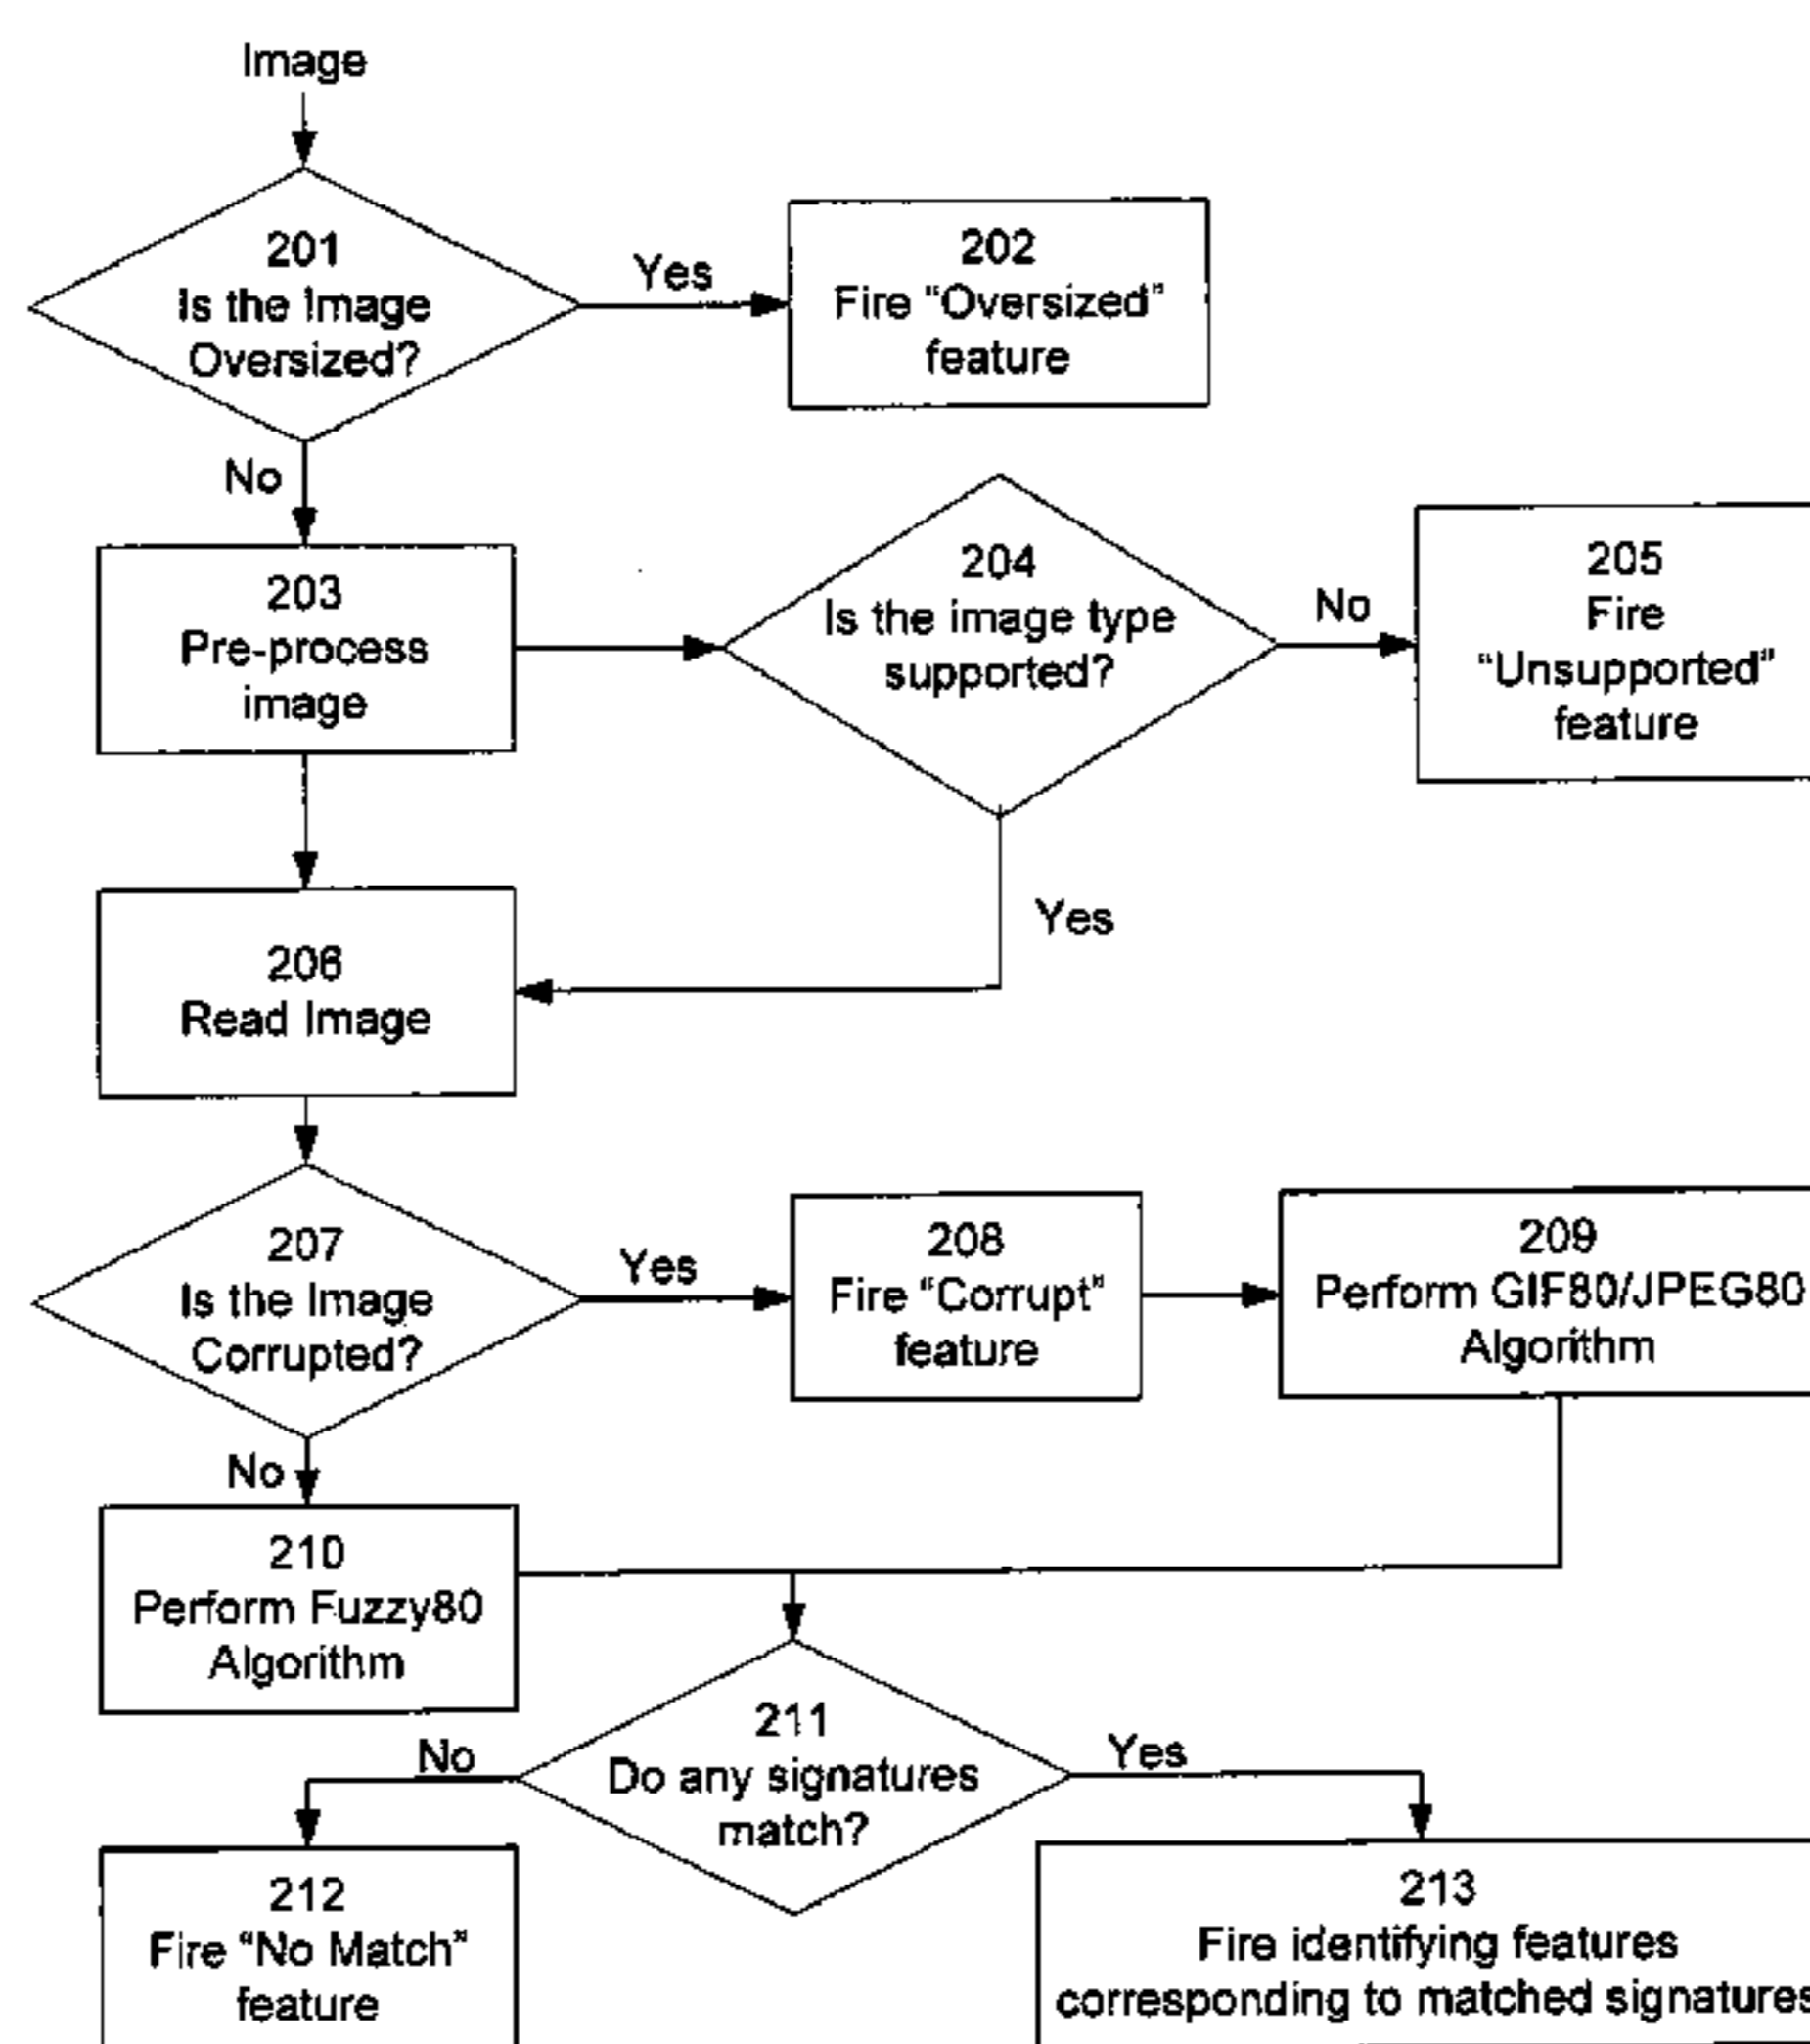 Image
201
Is the Image
Oversized?
Yes
202
Fire "Oversized"
feature
No
203
Pre-process
image
204
Is the image type
supported?
No
205
Fire
"Unsupported"
feature
Yes
206
Read Image
207
Is the Image
Corrupted?
Yes
208
Fire "Corrupt"
feature
209
Perform GIF80/JPEG80
Algorithm
No
210
Perform Fuzzy80
Algorithm
211
Do any signatures
match?
No
Yes
212
Fire "No Match"
feature
213
Fire identifying features
corresponding to matched signatures